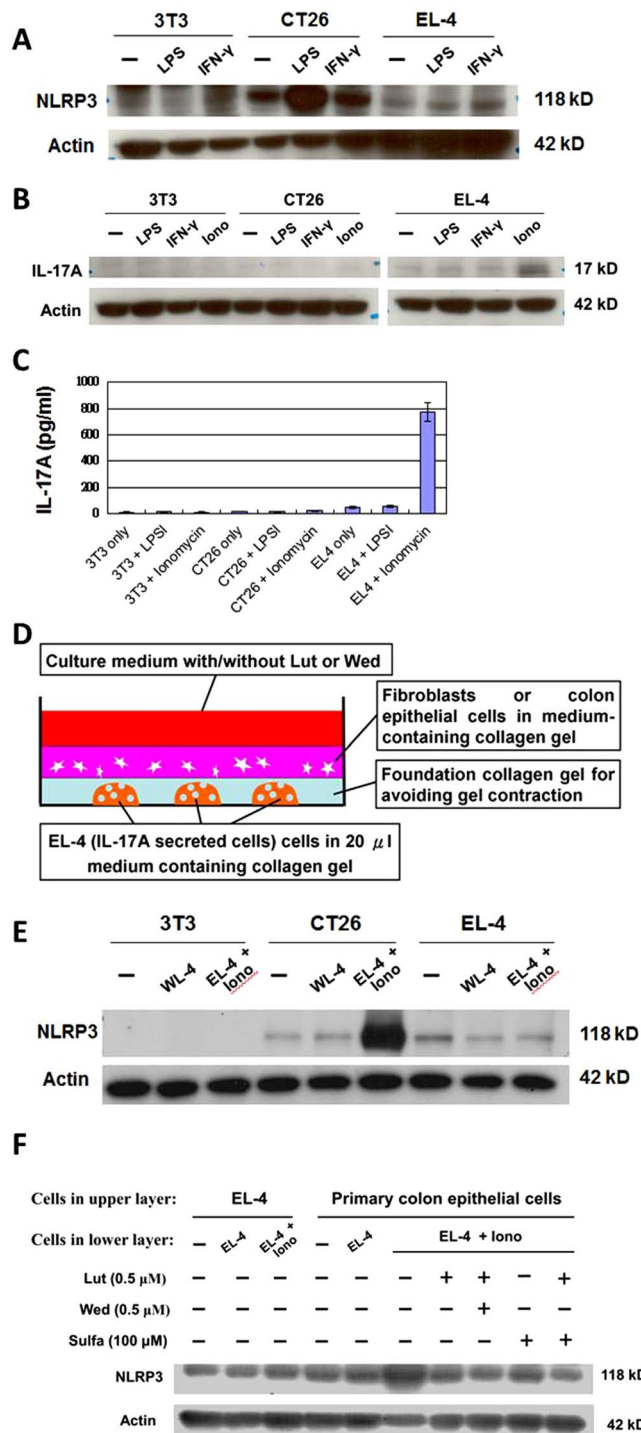 A
3T3 CT26 EL-4
– LPS IFN-γ – LPS IFN-γ – LPS IFN-γ
NLRP3 118 kD
Actin 42 kD
B
3T3 CT26 EL-4
– LPS IFN-γ Iono – LPS IFN-γ Iono – LPS IFN-γ Iono
IL-17A 17 kD
Actin 42 kD
C
IL-17A (pg/ml)
1000
800
600
400
200
0
3T3 only 3T3 + LPSI 3T3 + Ionomycin CT26 only CT26 + LPSI CT26 + Ionomycin EL4 only EL4 + LPSI EL4 + Ionomycin
D
Culture medium with/without Lut or Wed
Fibroblasts or colon
epithelial cells in medium-
containing collagen gel
Foundation collagen gel for
avoiding gel contraction
EL-4 (IL-17A secreted cells) cells in 20 μl
medium containing collagen gel
E
3T3 CT26 EL-4
– WL-4 EL-4 + Iono – WL-4 EL-4 + Iono – WL-4 EL-4 + Iono
NLRP3 118 kD
Actin 42 kD
F
Cells in upper layer: EL-4 Primary colon epithelial cells
Cells in lower layer: – EL-4 EL-4 + Iono – EL-4 EL-4 + Iono
Lut (0.5 μM) – – – – – – + + – +
Wed (0.5 μM) – – – – – – – + – –
Sulfa (100 μM) – – – – – – – – + +
NLRP3 118 kD
Actin 42 kD